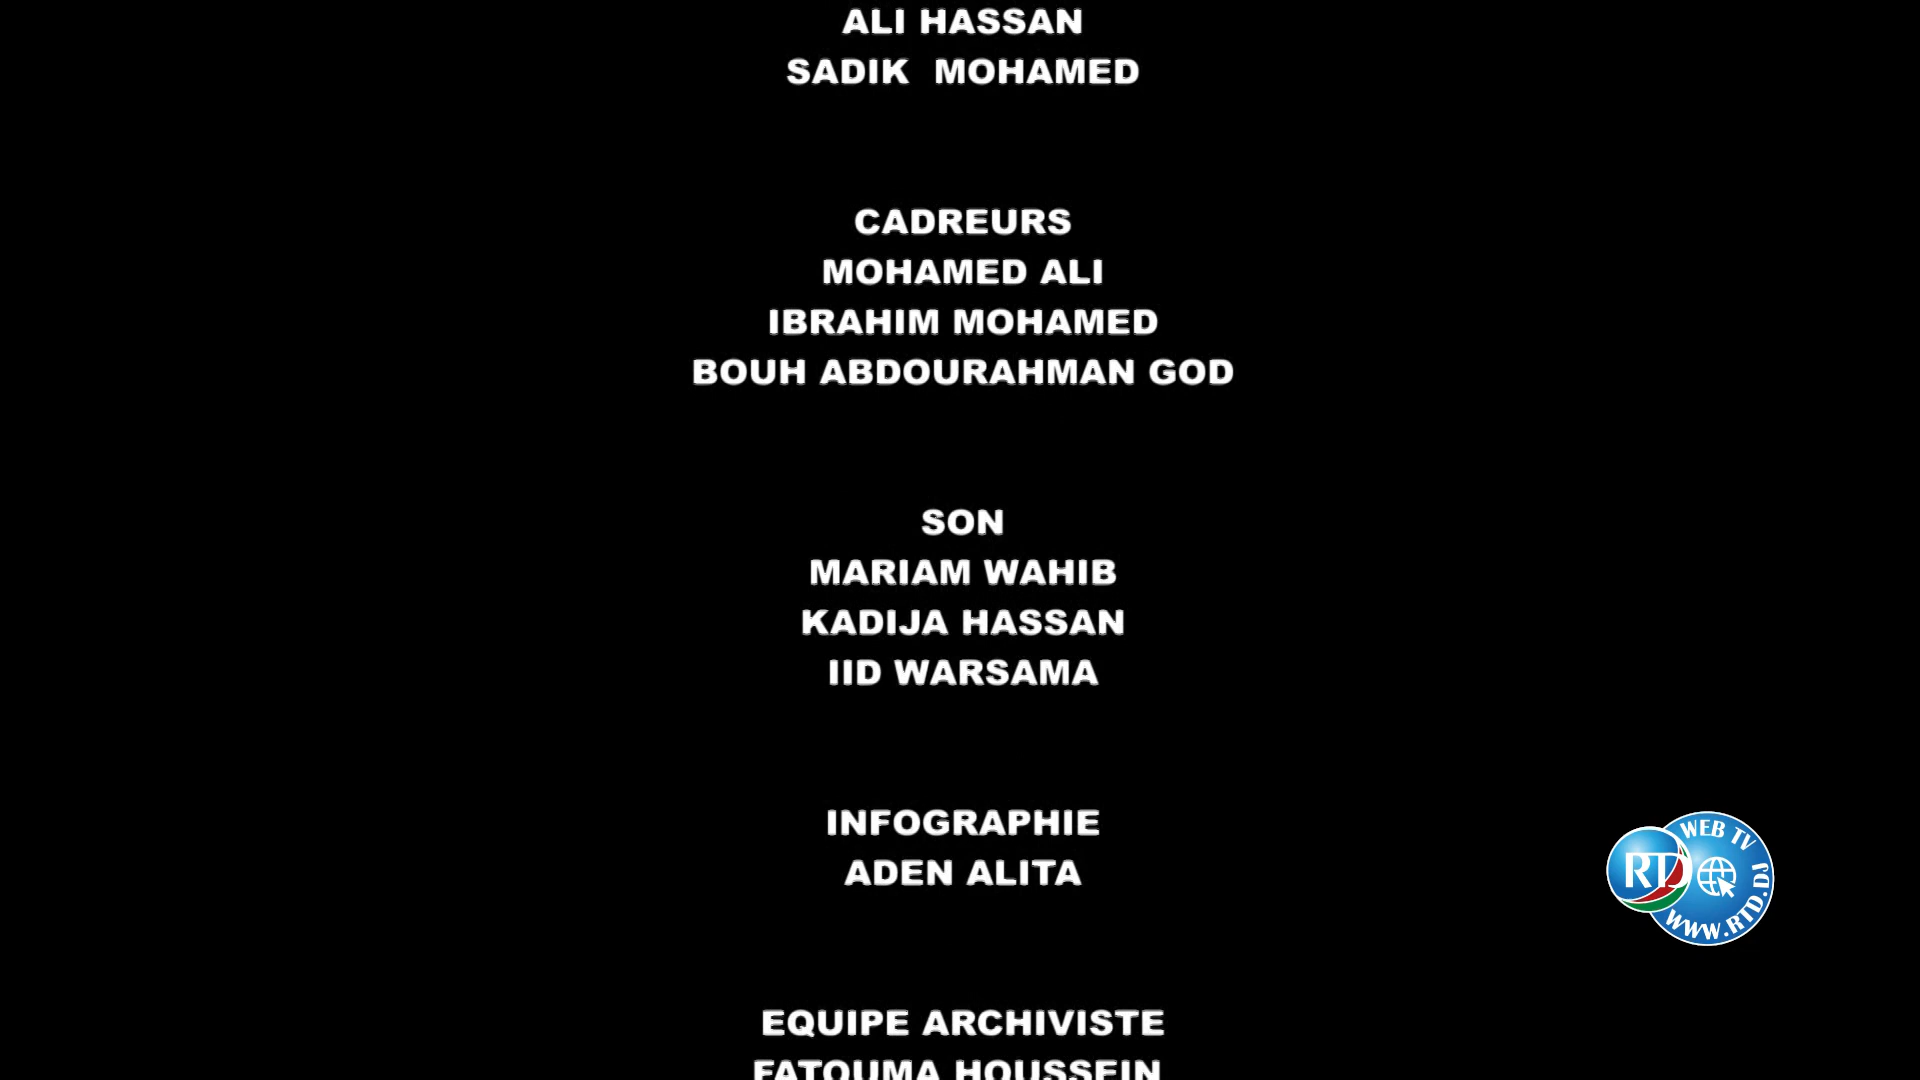 ALI HASSAN
SADIK MOHAMED
CADREURS
MOHAMED ALI
IBRAHIM MOHAMED
BOUH ABDOURAHMAN GOD
SON
MARIAM WAHIB
KADIJA HASSAN
IID WARSAMA
INFOGRAPHIE
ADEN ALITA
WEB TV
RTD
WWW.RTD.DJ
EQUIPE ARCHIVISTE
FATOUMA HOUSSEIN